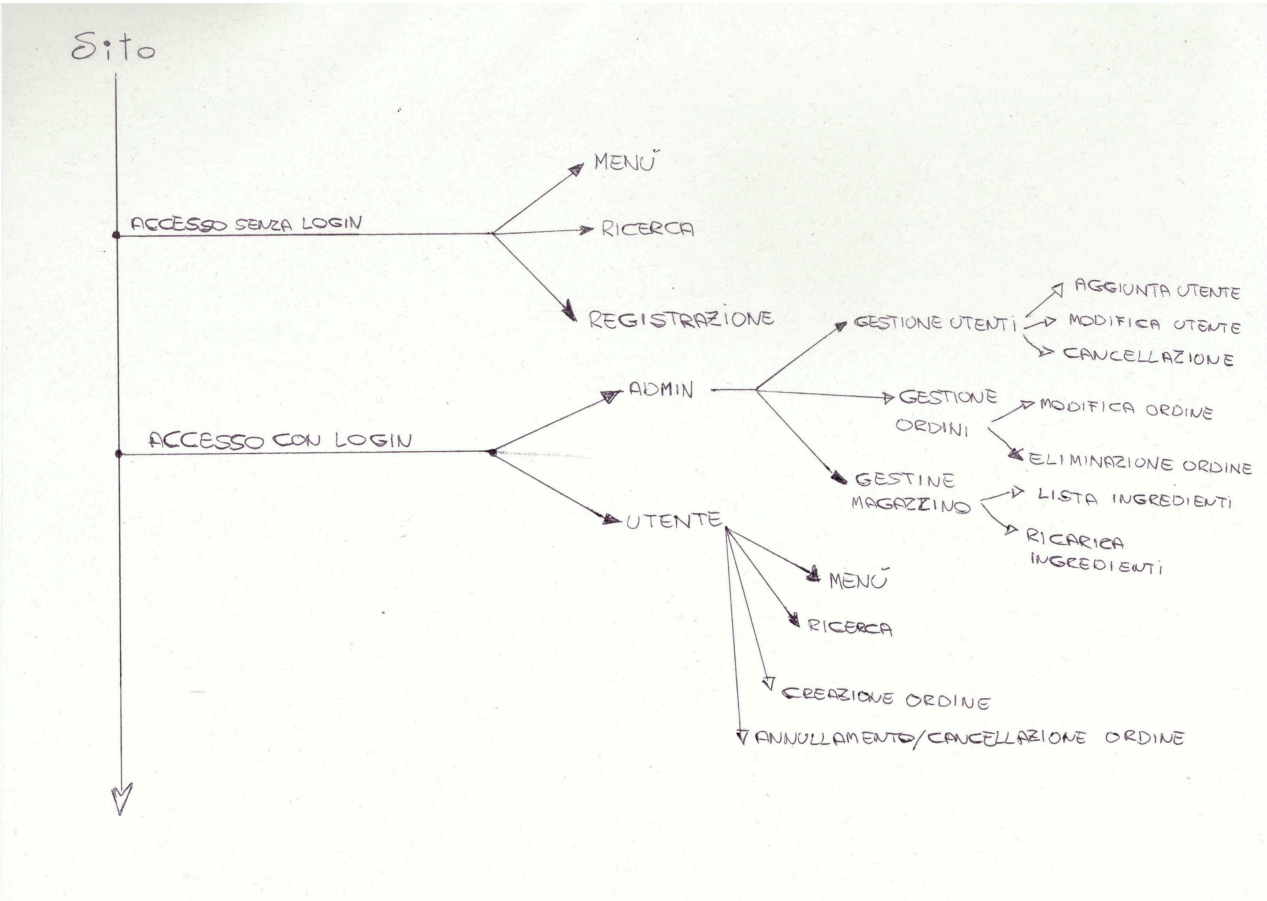 Sito
MENÙ
ACCESSO SENZA LOGIN
RICERCA
REGISTRAZIONE
ACCESSO CON LOGIN
ADMIN
GESTIONE UTENTI
AGGIUNTA UTENTE
MODIFICA UTENTE
CANCELLAZIONE
GESTIONE
ORDINI
MODIFICA ORDINE
ELIMINAZIONE ORDINE
GESTINE
MAGAZZINO
LISTA INGREDIENTI
RICARICA
INGREDIENTI
UTENTE
MENÙ
RICERCA
CREAZIONE ORDINE
ANNULLAMENTO/CANCELLAZIONE ORDINE